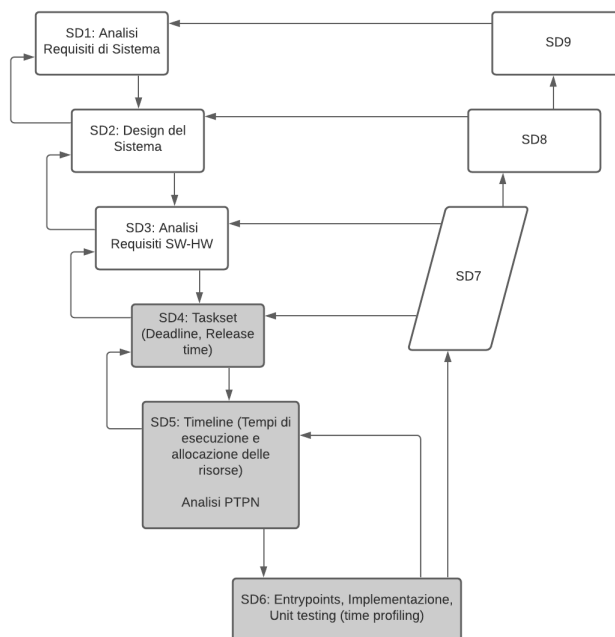 SD1: Analisi
Requisiti di Sistema
SD9
SD2: Design del
Sistema
SD8
SD3: Analisi
Requisiti SW-HW
SD7
SD4: Taskset
(Deadline, Release
time)
SD5: Timeline (Tempi di
esecuzione e
allocazione delle
risorse)
Analisi PTPN
SD6: Entrypoints, Implementazione,
Unit testing (time profiling)